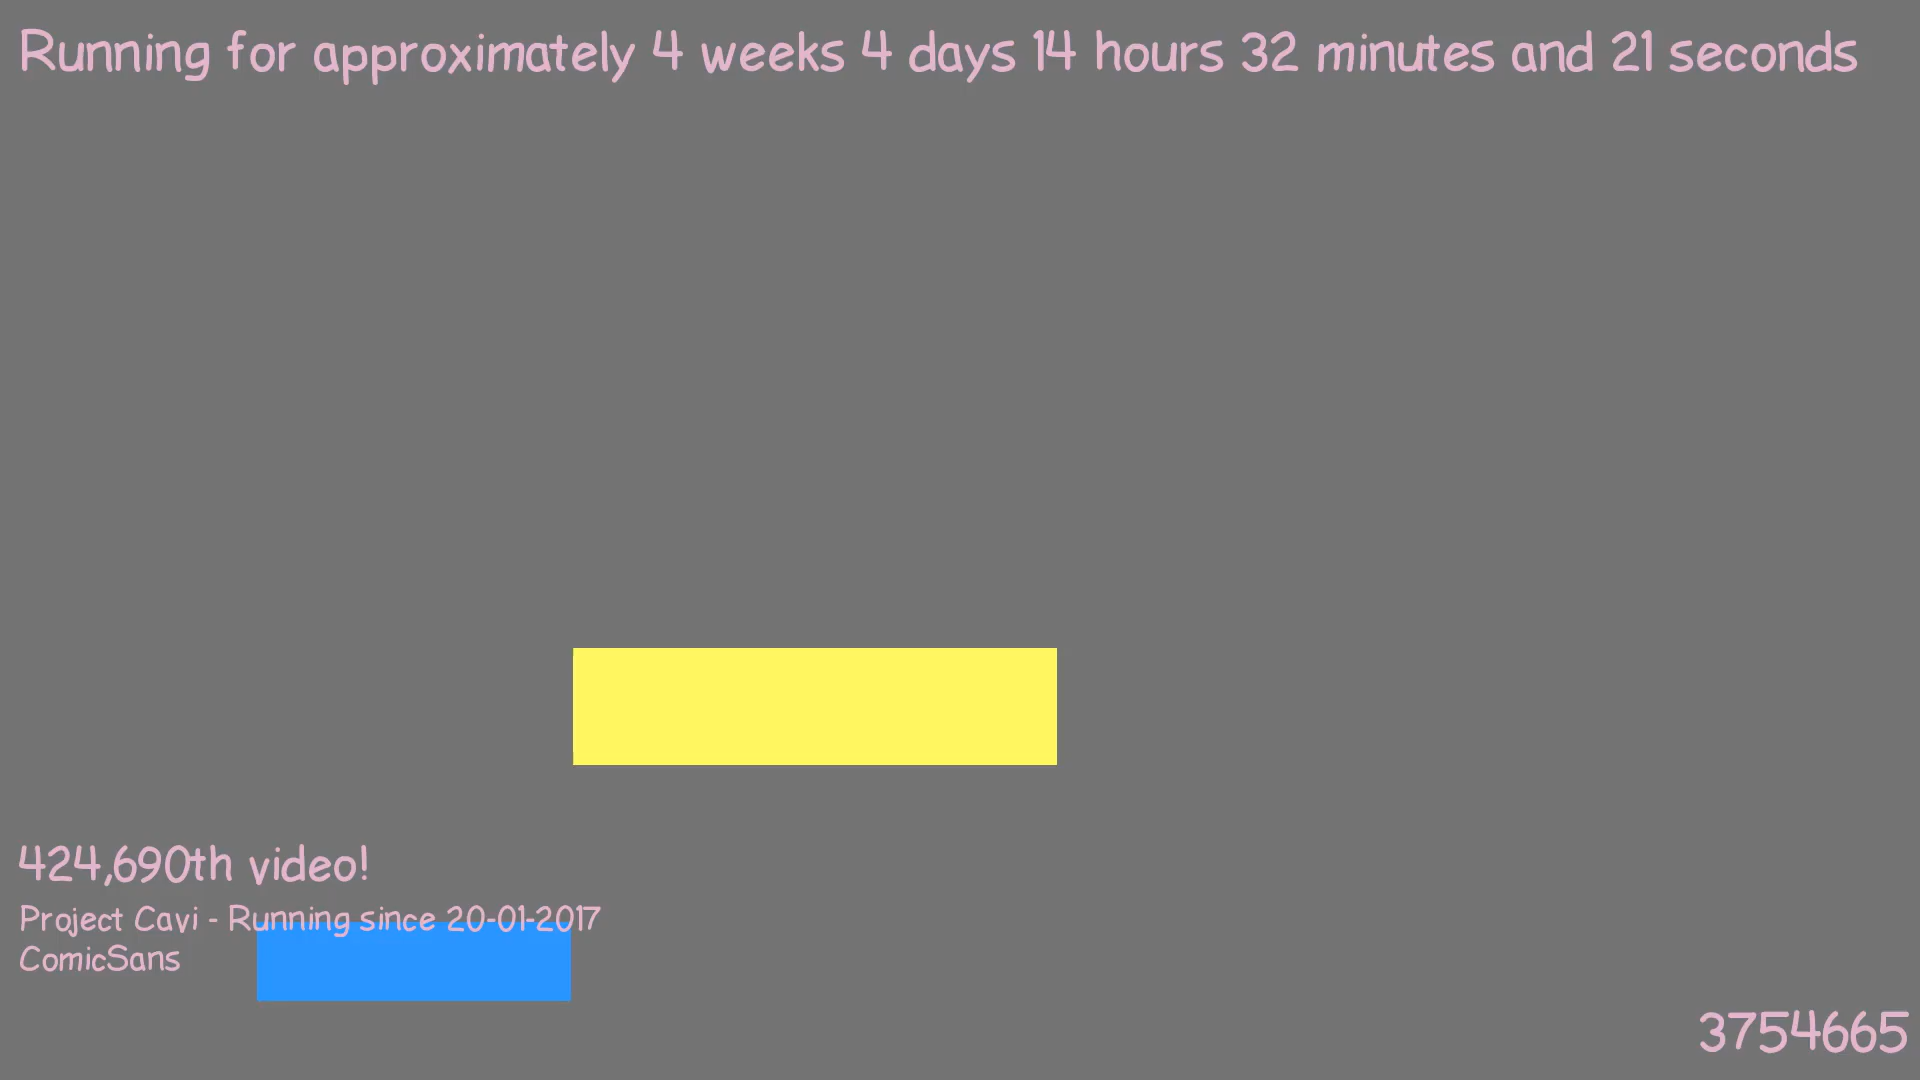 Running for approximately 4 weeks 4 days 14 hours 32 minutes and 21 seconds
424,690th video!
Project Cavi - Running since 20-01-2017
ComicSans
3754665